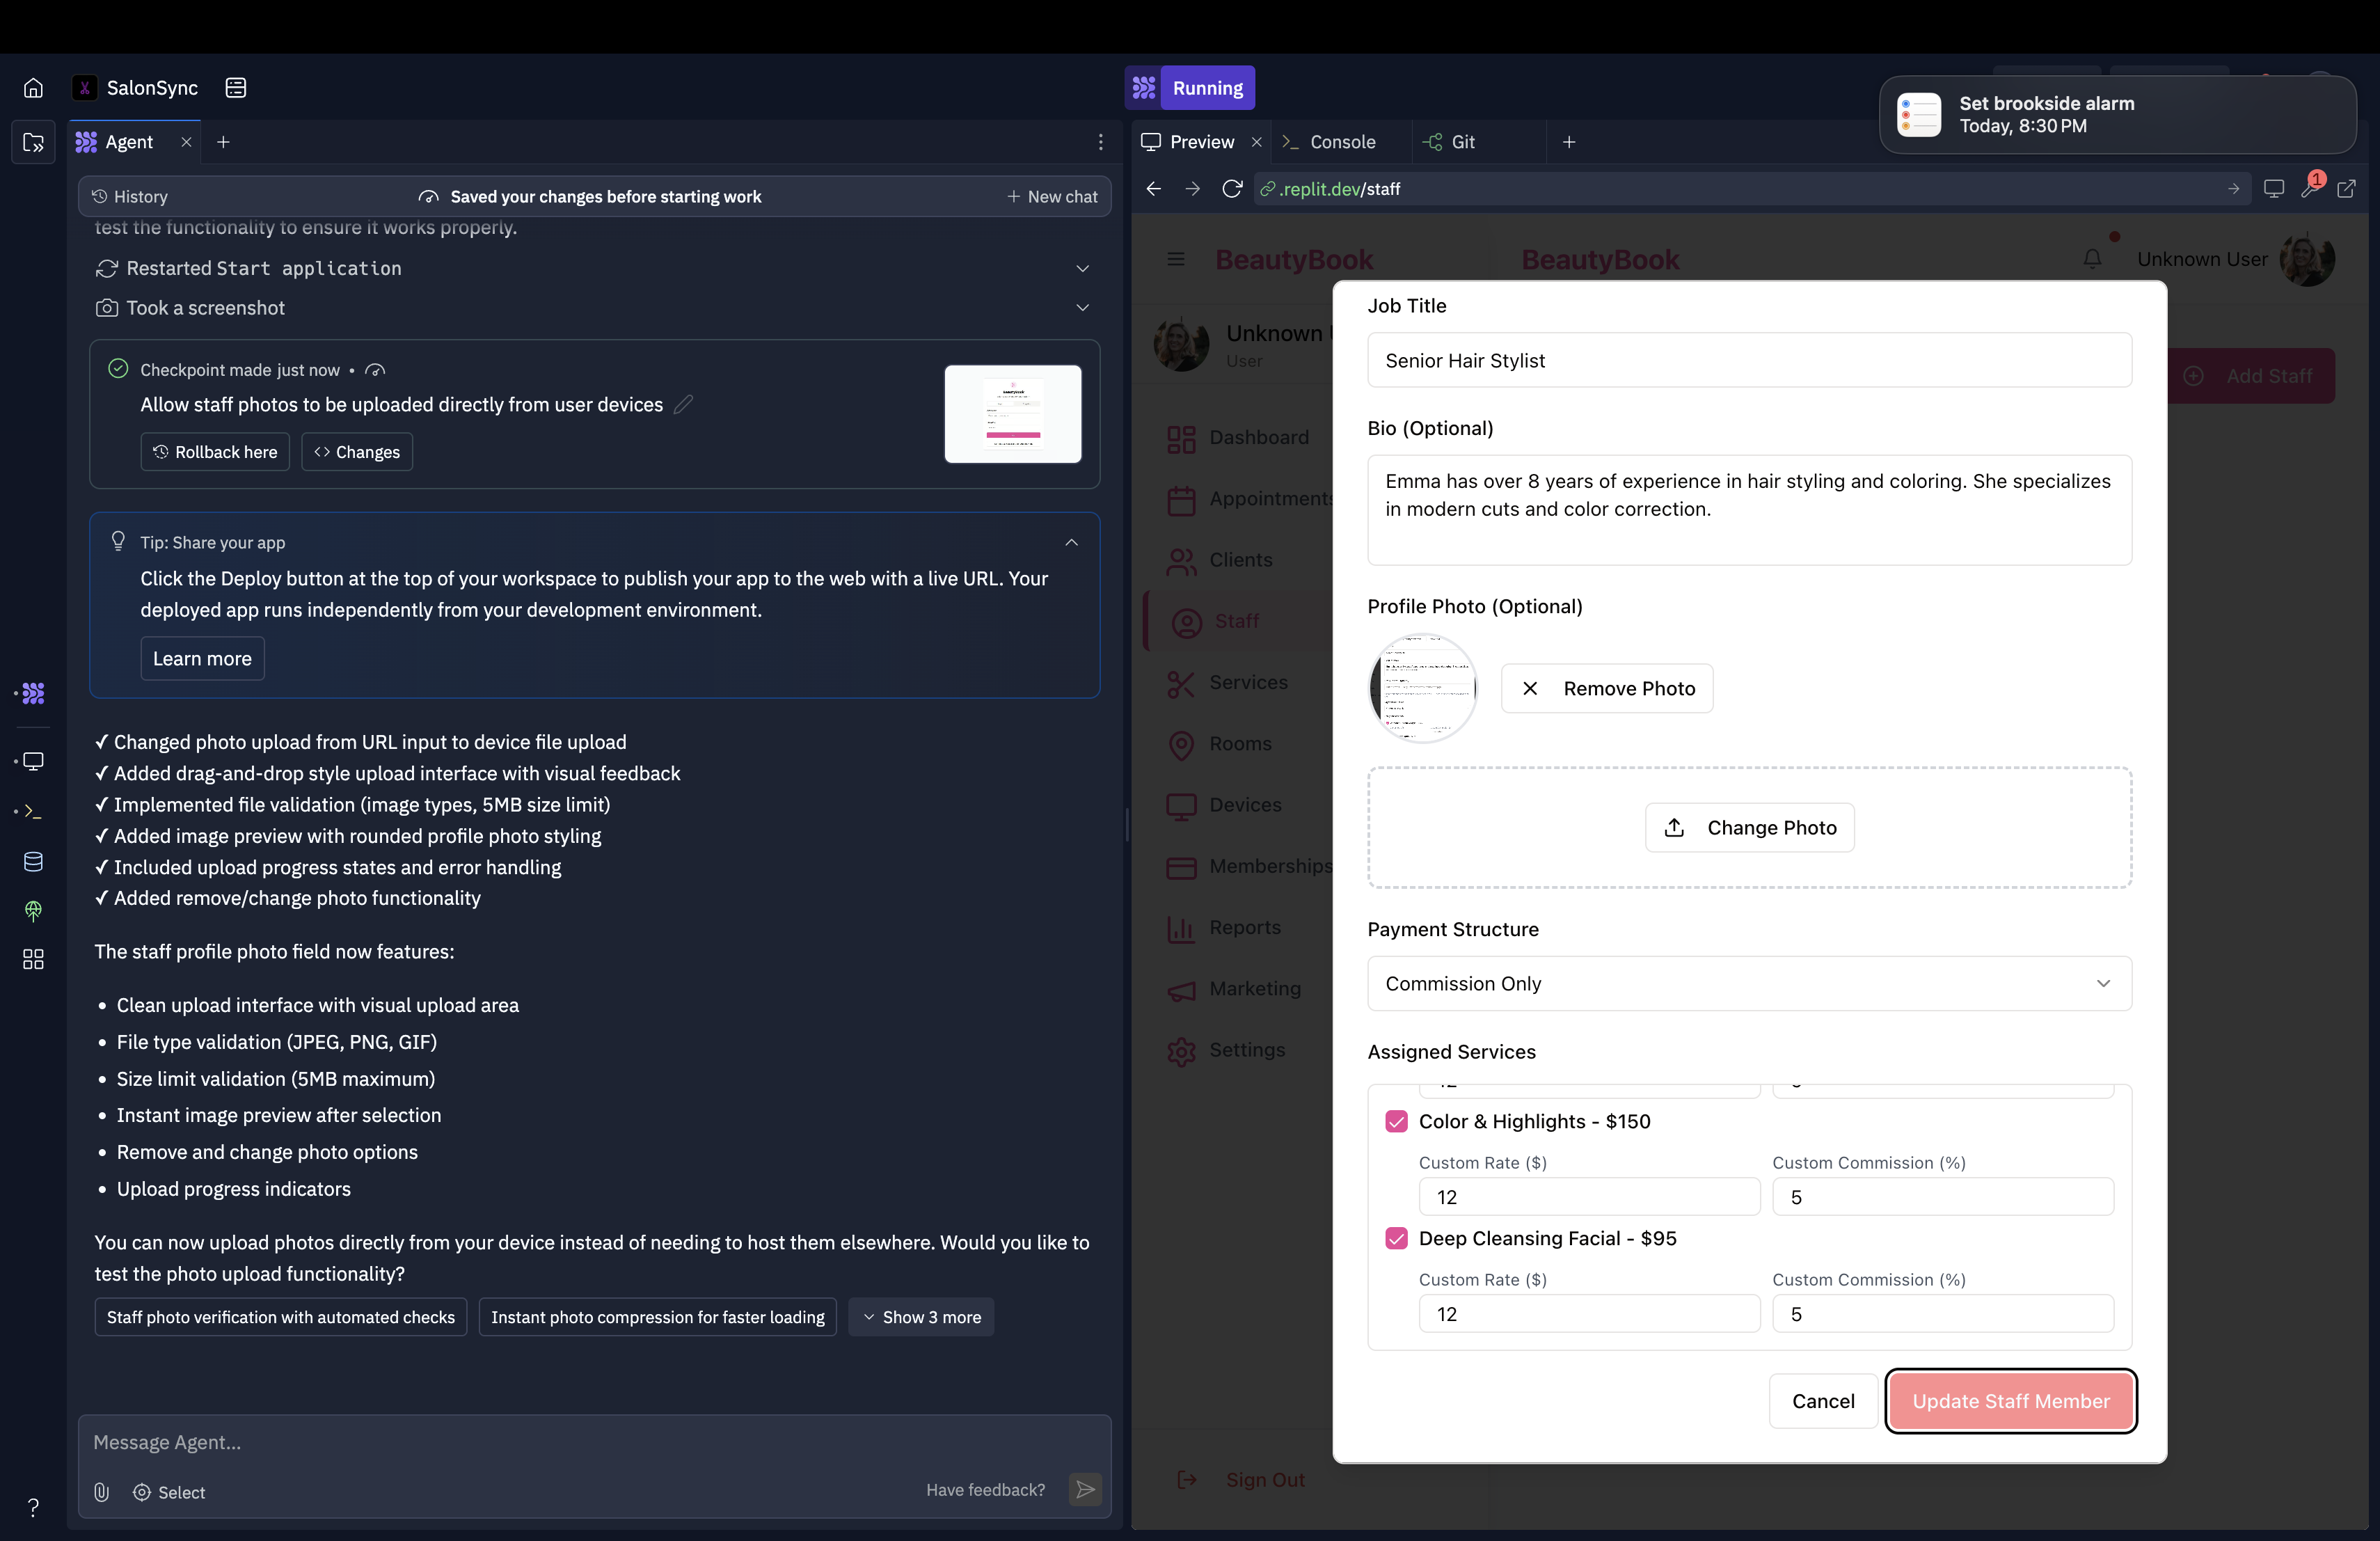 SalonSync
Running
Set brookside alarm
Today, 8:30 PM
Agent
Preview
Console
Git
History
Saved your changes before starting work
New chat
.replit.dev/staff
1
test the functionality to ensure it works properly.
Restarted Start application
Took a screenshot
Checkpoint made just now •
Allow staff photos to be uploaded directly from user devices
Rollback here
Changes
Tip: Share your app
Click the Deploy button at the top of your workspace to publish your app to the web with a live URL. Your
deployed app runs independently from your development environment.
Learn more
✓ Changed photo upload from URL input to device file upload
✓ Added drag-and-drop style upload interface with visual feedback
✓ Implemented file validation (image types, 5MB size limit)
✓ Added image preview with rounded profile photo styling
✓ Included upload progress states and error handling
✓ Added remove/change photo functionality
The staff profile photo field now features:
• Clean upload interface with visual upload area
• File type validation (JPEG, PNG, GIF)
• Size limit validation (5MB maximum)
• Instant image preview after selection
• Remove and change photo options
• Upload progress indicators
You can now upload photos directly from your device instead of needing to host them elsewhere. Would you like to
test the photo upload functionality?
Staff photo verification with automated checks
Instant photo compression for faster loading
Show 3 more
Message Agent...
Select
Have feedback?
?
BeautyBook
BeautyBook
Unknown User
Unknown
User
Add Staff
Dashboard
Appointments
Clients
Staff
Services
Rooms
Devices
Memberships
Reports
Marketing
Settings
Sign Out
Job Title
Senior Hair Stylist
Bio (Optional)
Emma has over 8 years of experience in hair styling and coloring. She specializes
in modern cuts and color correction.
Profile Photo (Optional)
Remove Photo
Change Photo
Payment Structure
Commission Only
Assigned Services
Color & Highlights - $150
Custom Rate ($)
Custom Commission (%)
12
5
Deep Cleansing Facial - $95
Custom Rate ($)
Custom Commission (%)
12
5
Cancel
Update Staff Member